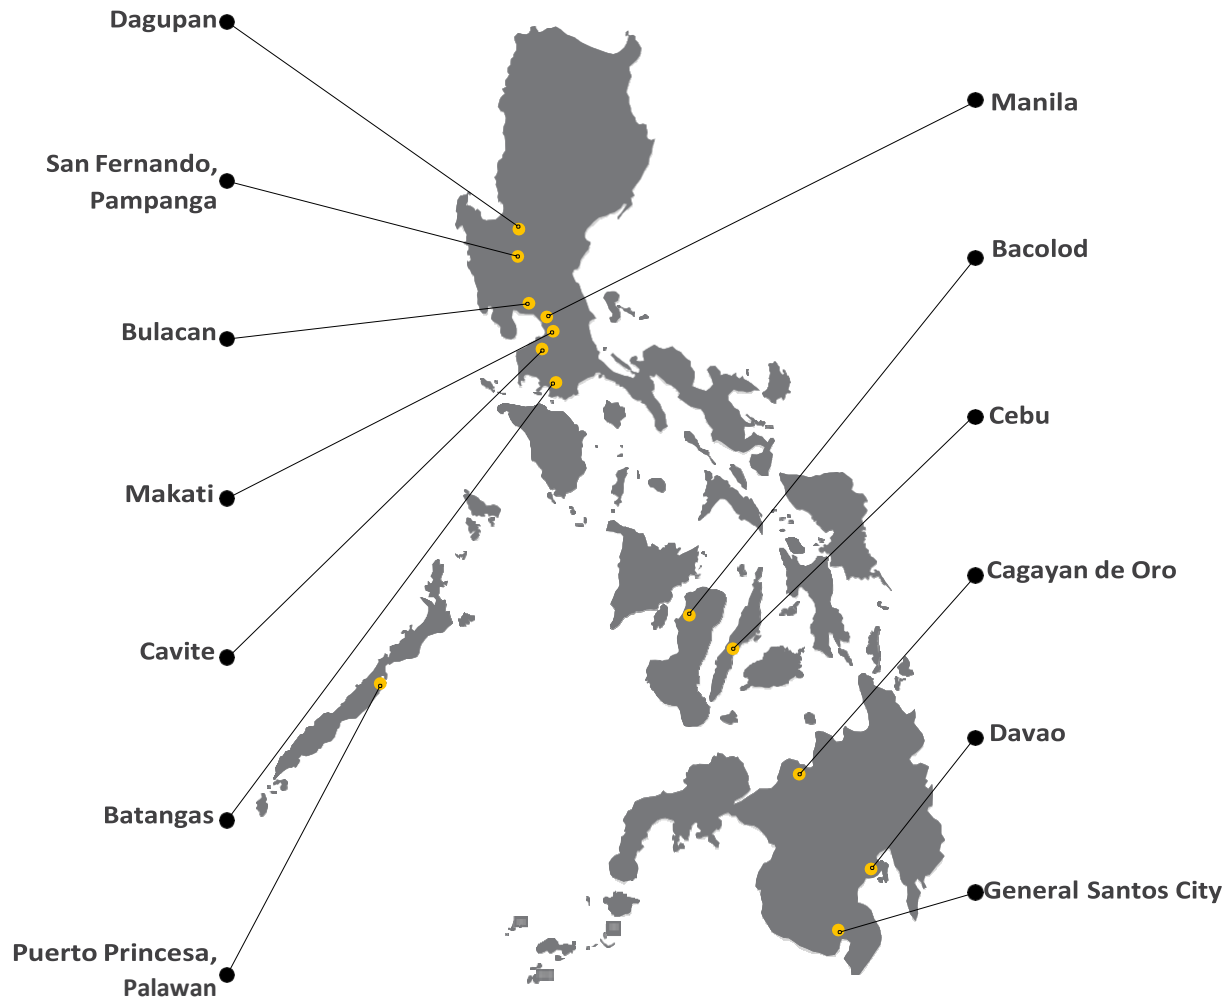 Dagupan
San Fernando,
Pampanga
Bulacan
Makati
Cavite
Batangas
Puerto Princesa,
Palawan
Manila
Bacolod
Cebu
Cagayan de Oro
Davao
General Santos City